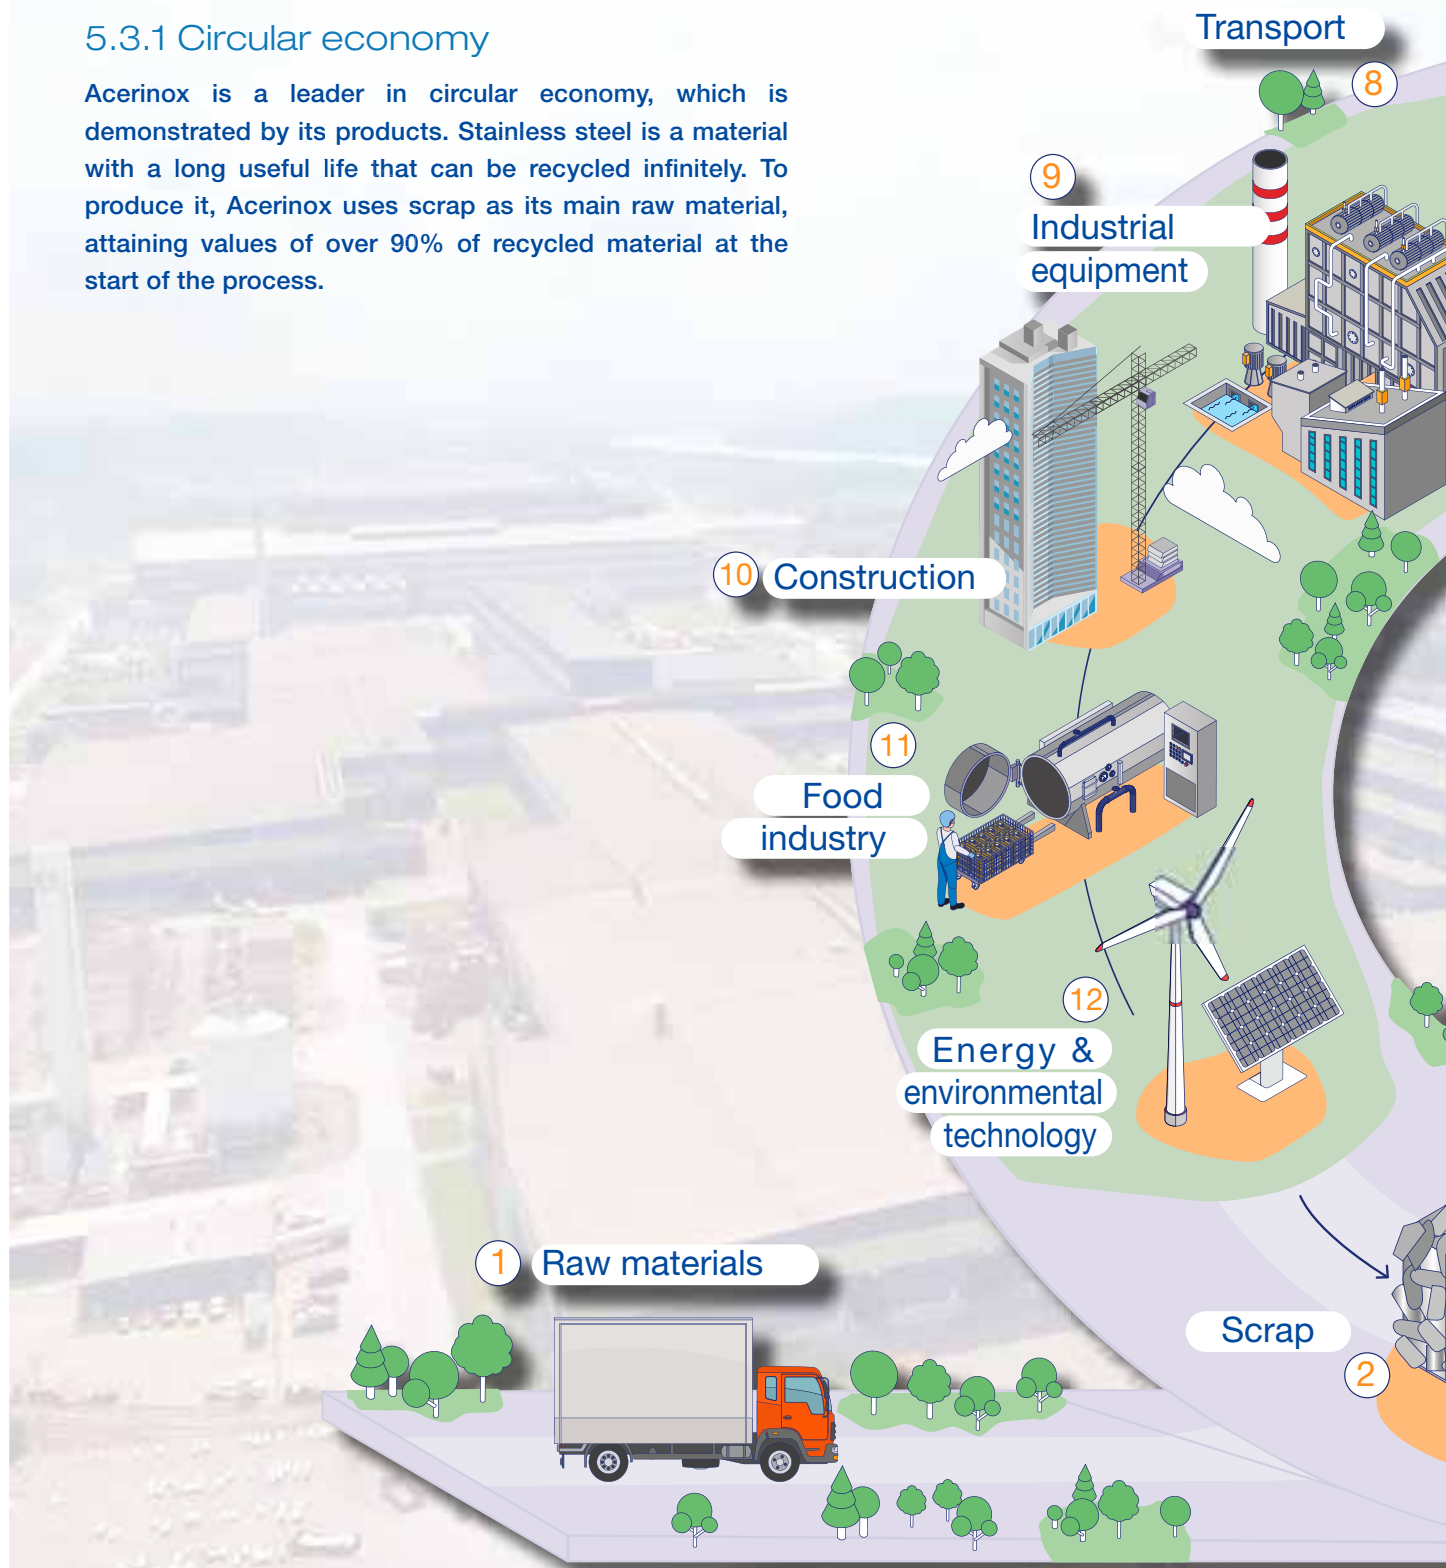 5.3.1 Circular economy
Acerinox is a leader in circular economy, which is
demonstrated by its products. Stainless steel is a material
with a long useful life that can be recycled infinitely. To
produce it, Acerinox uses scrap as its main raw material,
attaining values of over 90% of recycled material at the
start of the process.
Transport
8
9
Industrial
equipment
10 Construction
11
Food
industry
12
Energy &
environmental
technology
1 Raw materials
Scrap
2